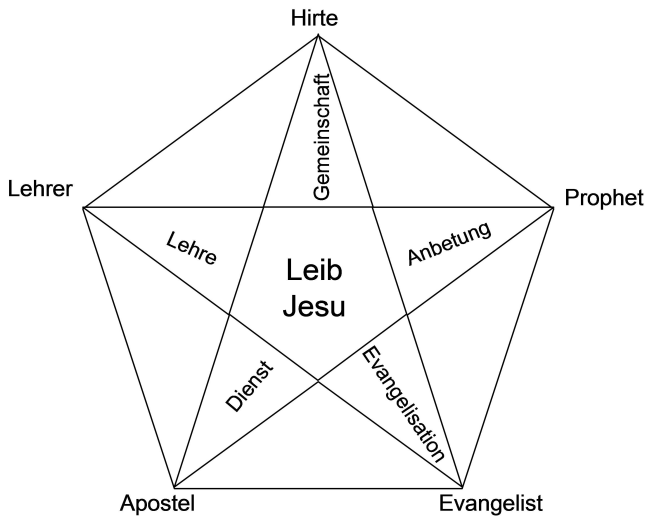 Hirte
Gemeinschaft
Lehrer
Prophet
Lehre
Anbetung
Leib
Jesu
Dienst
Evangelisation
Apostel
Evangelist